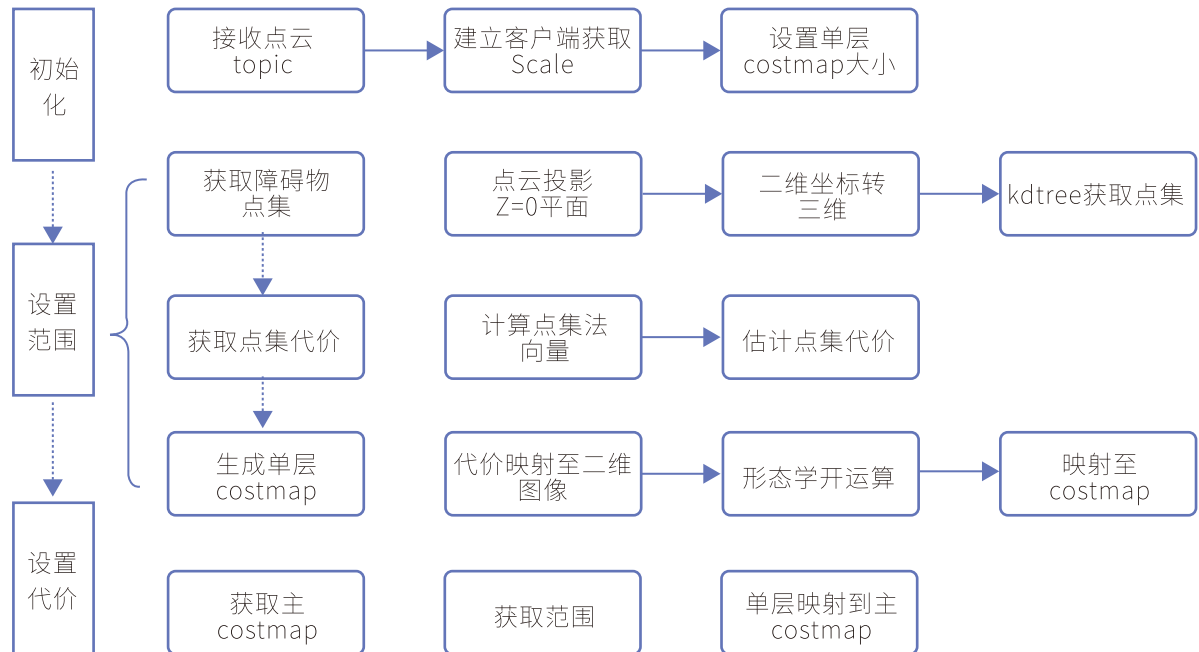 初始
化
接收点云
topic
建立客户端获取
Scale
设置单层
costmap大小
设置
范围
获取障碍物
点集
点云投影
Z=0平面
二维坐标转
三维
kdtree获取点集
获取点集代价
计算点集法
向量
估计点集代价
生成单层
costmap
代价映射至二维
图像
形态学开运算
映射至
costmap
设置
代价
获取主
costmap
获取范围
单层映射到主
costmap